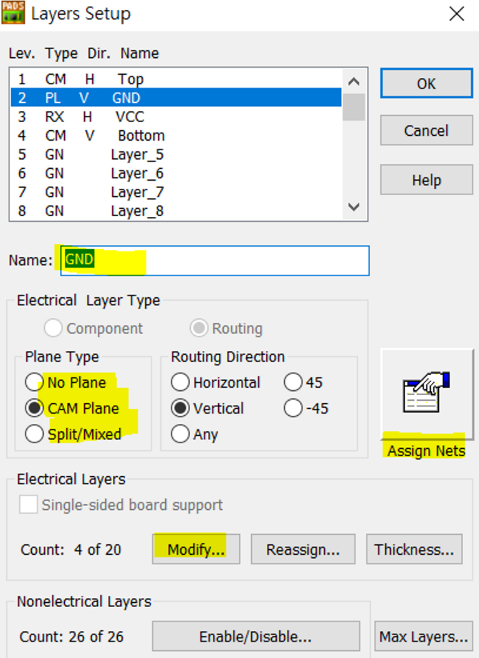 PADS
Layers Setup
Lev. Type Dir. Name
1 CM H Top
2 PL V GND
3 RX H VCC
4 CM V Bottom
5 GN Layer_5
6 GN Layer_6
7 GN Layer_7
8 GN Layer_8
OK
Cancel
Help
Name: GND
Electrical Layer Type
Component Routing
Plane Type
No Plane
CAM Plane
Split/Mixed
Routing Direction
Horizontal 45
Vertical -45
Any
Assign Nets
Electrical Layers
Single-sided board support
Count: 4 of 20 Modify... Reassign... Thickness...
Nonelectrical Layers
Count: 26 of 26 Enable/Disable... Max Layers...